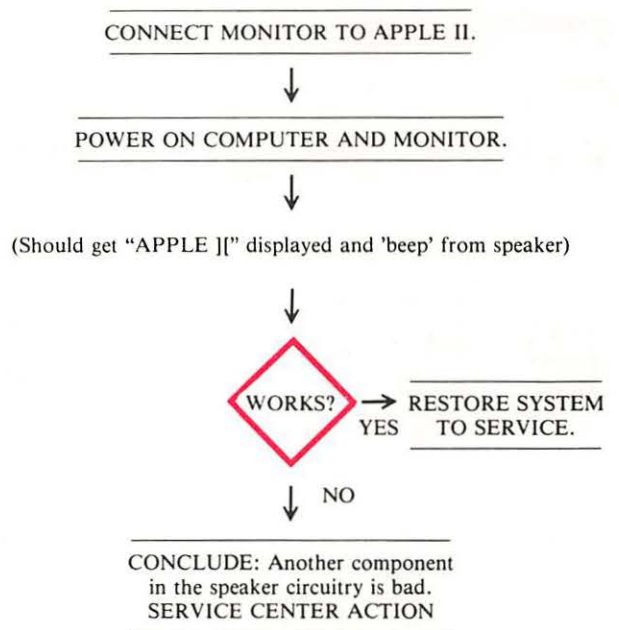 CONNECT MONITOR TO APPLE II.
POWER ON COMPUTER AND MONITOR.
(Should get “APPLE ][” displayed and 'beep' from speaker)
WORKS?
YES
RESTORE SYSTEM
TO SERVICE.
NO
CONCLUDE: Another component
in the speaker circuitry is bad.
SERVICE CENTER ACTION